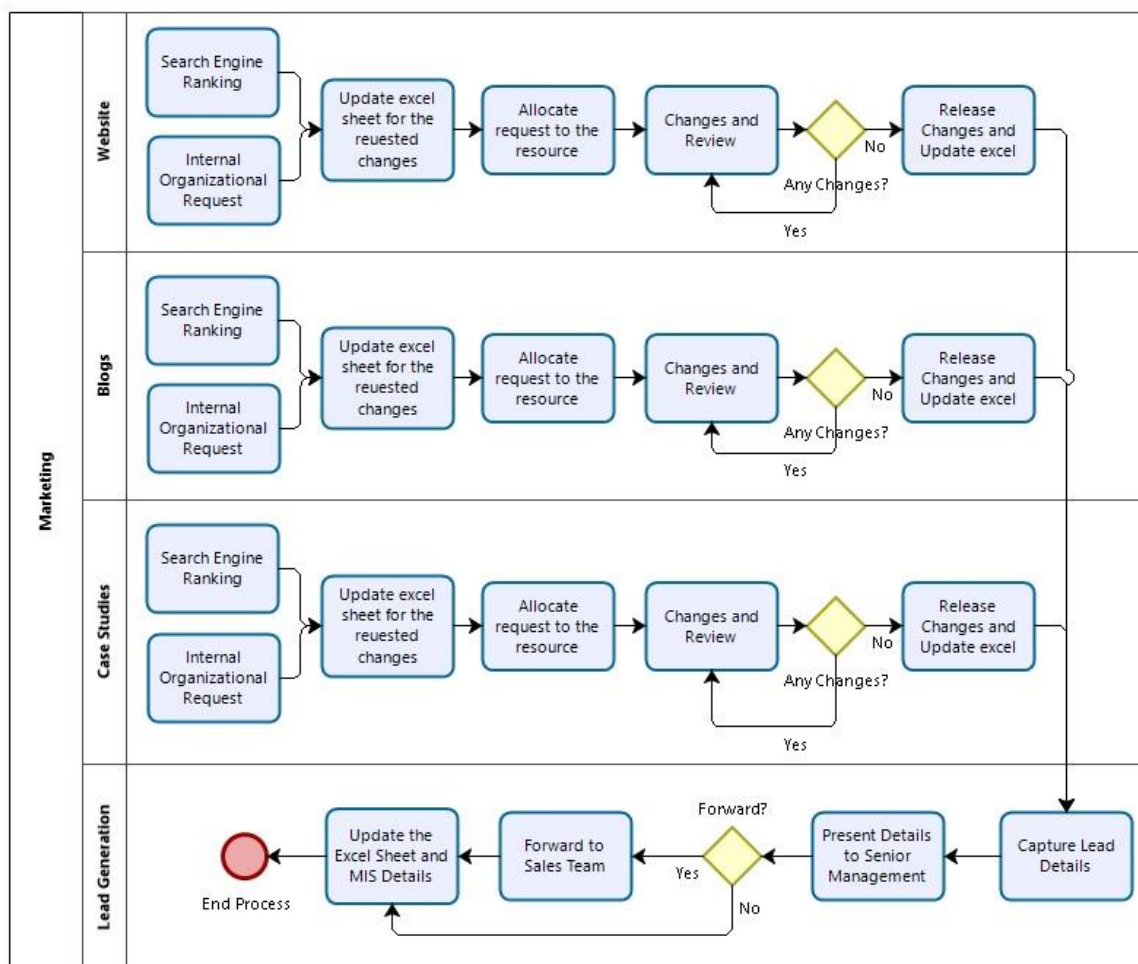 Marketing
Website
Search Engine
Ranking
Internal
Organizational
Request
Update excel
sheet for the
reuested
changes
Allocate
request to the
resource
Changes and
Review
Any Changes?
No
Yes
Release
Changes and
Update excel
Blogs
Search Engine
Ranking
Internal
Organizational
Request
Update excel
sheet for the
reuested
changes
Allocate
request to the
resource
Changes and
Review
Any Changes?
No
Yes
Release
Changes and
Update excel
Case Studies
Search Engine
Ranking
Internal
Organizational
Request
Update excel
sheet for the
reuested
changes
Allocate
request to the
resource
Changes and
Review
Any Changes?
No
Yes
Release
Changes and
Update excel
Lead Generation
Capture Lead
Details
Present Details
to Senior
Management
Forward?
Yes
No
Forward to
Sales Team
Update the
Excel Sheet and
MIS Details
End Process